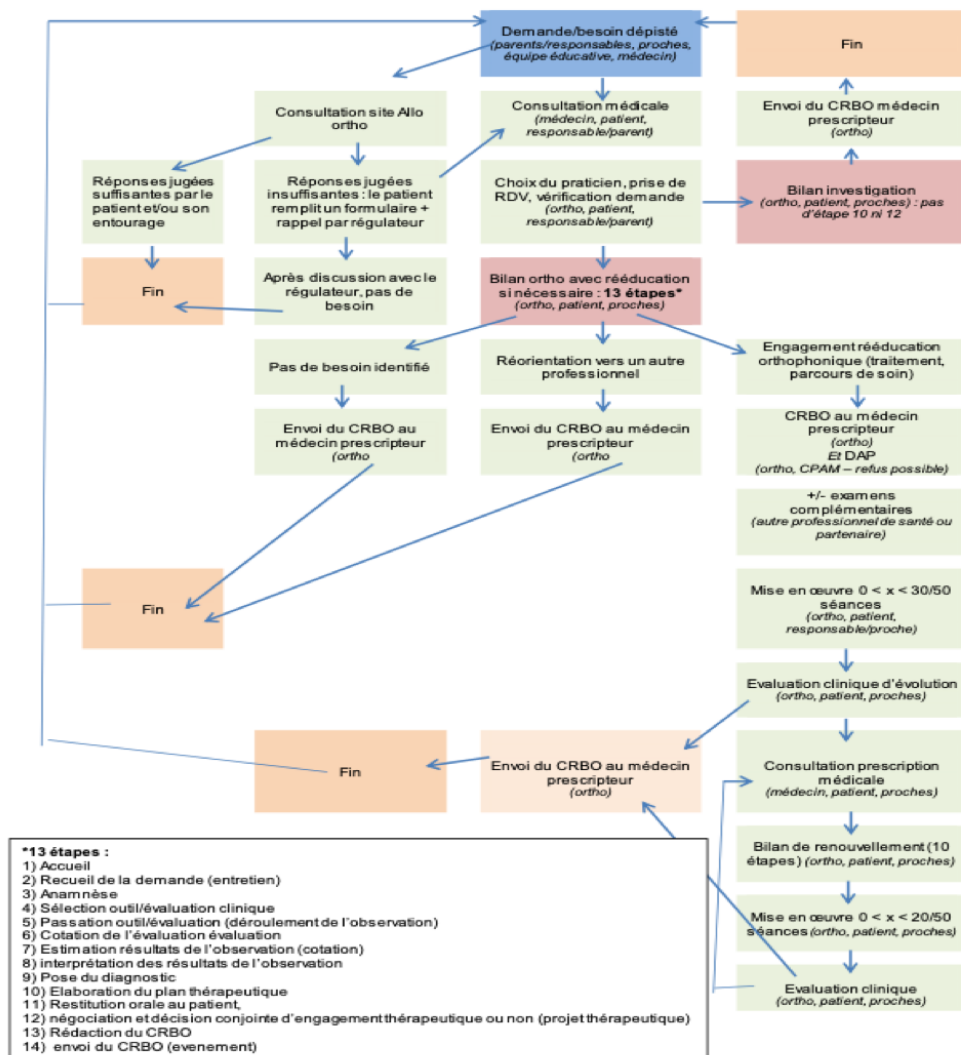 Demande/besoin dépisté
(parents/responsables, proches,
équipe éducative, médecin)
Fin
Consultation site Allo
ortho
Consultation médicale
(médecin, patient,
responsable/parent)
Envoi du CRBO médecin
prescripteur
(ortho)
Réponses jugées
suffisantes par le
patient et/ou son
entourage
Réponses jugées
insuffisantes : le patient
remplit un formulaire +
rappel par régulateur
Choix du praticien, prise de
RDV, vérification demande
(ortho, patient,
responsable/parent)
Bilan investigation
(ortho, patient, proches) : pas
d'étape 10 ni 12
Fin
Après discussion avec le
régulateur, pas de
besoin
Bilan ortho avec rééducation
si nécessaire : 13 étapes*
(ortho, patient, proches)
Pas de besoin identifié
Réorientation vers un autre
professionnel
Engagement rééducation
orthophonique (traitement,
parcours de soin)
Envoi du CRBO au
médecin prescripteur
(ortho
Envoi du CRBO au médecin
prescripteur
(ortho
CRBO au médecin
prescripteur
(ortho)
Et DAP
(ortho, CPAM – refus possible)
+/- examens
complémentaires
(autre professionnel de santé ou
partenaire)
Fin
Mise en œuvre 0 < x < 30/50
séances
(ortho, patient,
responsable/proche)
Evaluation clinique d'évolution
(ortho, patient, proches)
Fin
Envoi du CRBO au médecin
prescripteur
(ortho)
Consultation prescription
médicale
(médecin, patient, proches)
Bilan de renouvellement (10
étapes) (ortho, patient, proches)
Mise en œuvre 0 < x < 20/50
séances (ortho, patient, proches)
Evaluation clinique
(ortho, patient, proches)
*13 étapes :
1) Accueil
2) Recueil de la demande (entretien)
3) Anamnèse
4) Sélection outil/évaluation clinique
5) Passation outil/évaluation (déroulement de l'observation)
6) Cotation de l'évaluation évaluation
7) Estimation résultats de l'observation (cotation)
8) interprétation des résultats de l'observation
9) Pose du diagnostic
10) Elaboration du plan thérapeutique
11) Restitution orale au patient,
12) négociation et décision conjointe d'engagement thérapeutique ou non (projet thérapeutique)
13) Rédaction du CRBO
14) envoi du CRBO (evenement)